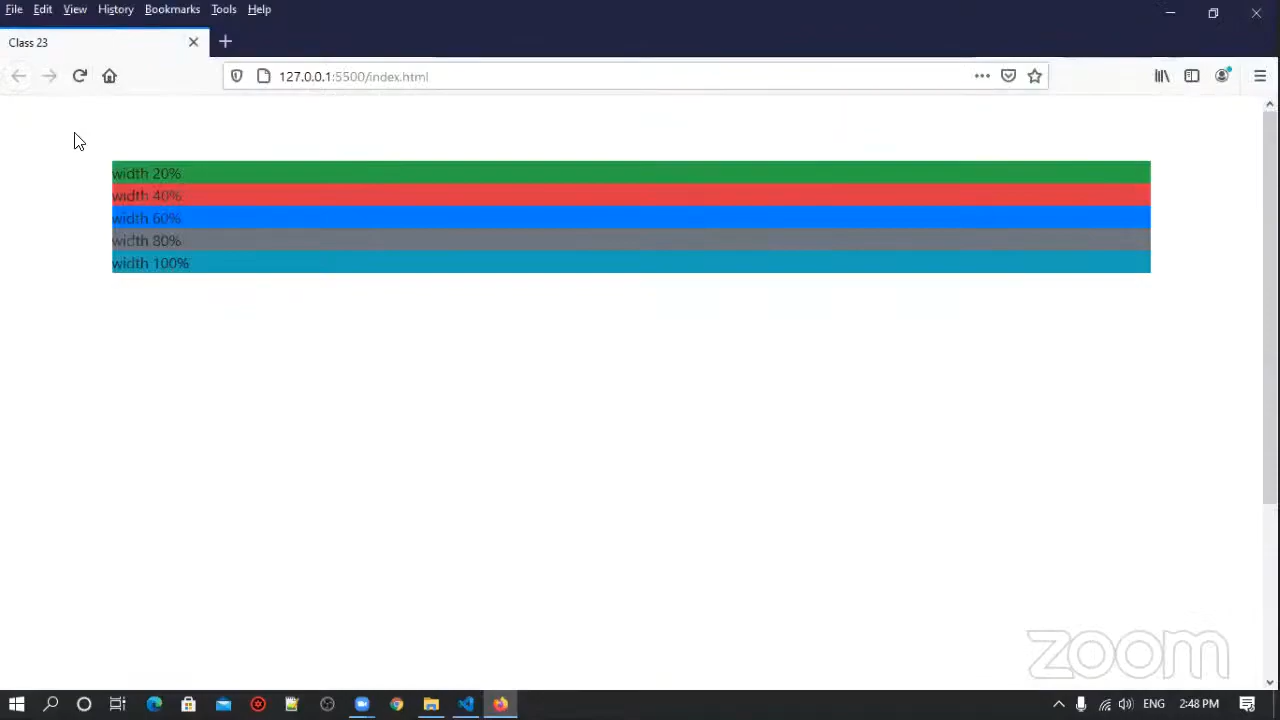 File Edit View History Bookmarks Tools Help
Class 23
127.0.0.1:5500/index.html
width 20%
width 40%
width 60%
width 80%
width 100%
zoom
ENG 2:48 PM